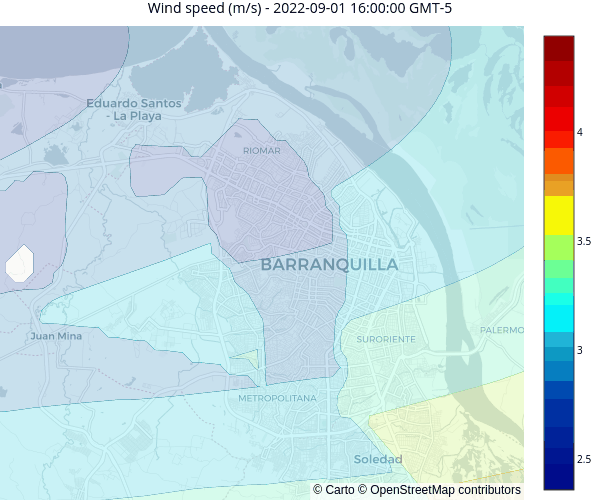 Wind speed (m/s) - 2022-09-01 16:00:00 GMT-5
Eduardo Santos
- La Playa
RIOMAR
BARRANQUILLA
Juan Mina
SURORIENTE
PALERMO
METROPOLITANA
Soledad
4
3.5
3
2.5
© Carto © OpenStreetMap contributors